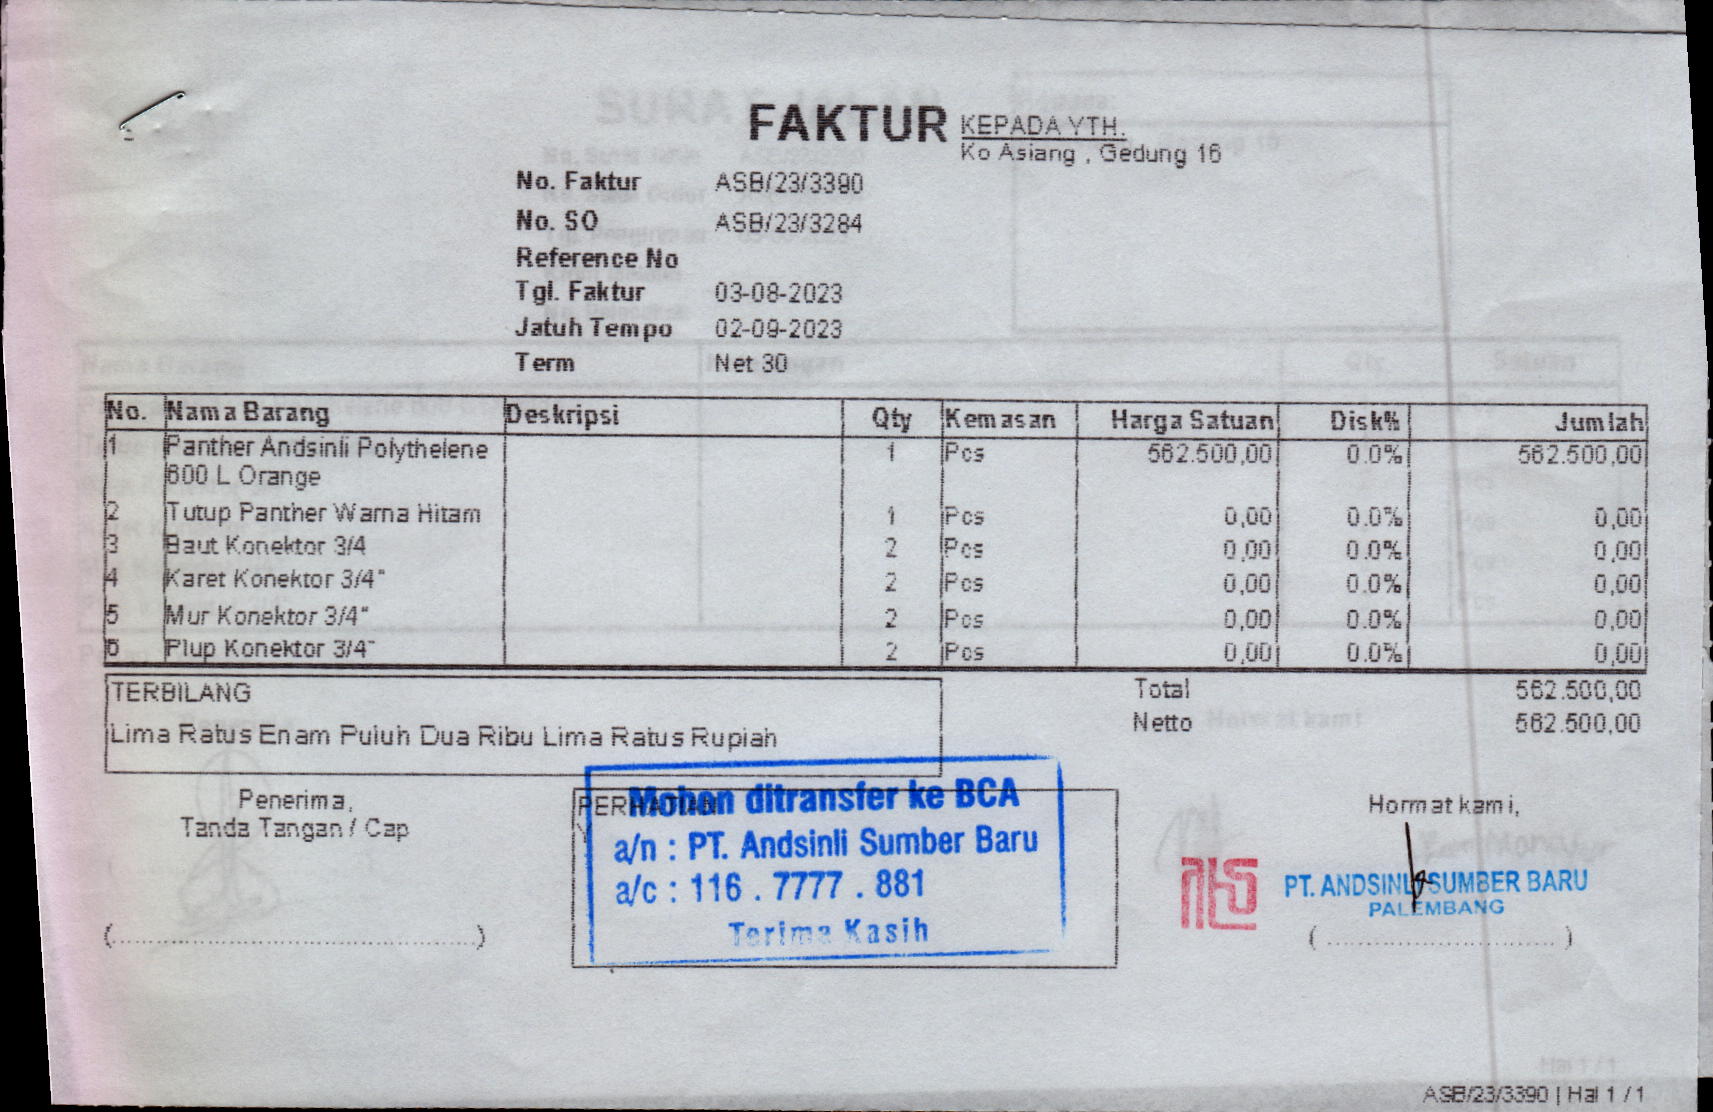 FAKTUR
KEPADA YTH.
Ko Asiang , Gedung 16
No. Faktur ASB/23/3390
No. SO ASB/23/3284
Reference No
Tgl. Faktur 03-08-2023
Jatuh Tempo 02-09-2023
Term Net 30
No. Nama Barang Deskripsi Qty Kemasan Harga Satuan Disk% Jumlah
1 Panther Andsinli Polythelene 1 Pcs 562.500,00 0.0% 562.500,00
600 L Orange
2 Tutup Panther Warna Hitam 1 Pcs 0,00 0.0% 0,00
3 Baut Konektor 3/4 2 Pcs 0,00 0.0% 0,00
4 Karet Konektor 3/4" 2 Pcs 0,00 0.0% 0,00
5 Mur Konektor 3/4" 2 Pcs 0,00 0.0% 0,00
6 Plup Konektor 3/4" 2 Pcs 0,00 0.0% 0,00
TERBILANG
Lima Ratus Enam Puluh Dua Ribu Lima Ratus Rupiah
Total 562.500,00
Netto 562.500,00
Penerima,
Tanda Tangan / Cap
(............................................)
PERHATIAN
Mohon ditransfer ke BCA
a/n : PT. Andsinli Sumber Baru
a/c : 116 . 7777 . 881
Terima Kasih
Hormat kami,
PT. ANDSINLI SUMBER BARU
PALEMBANG
(............................)
ASB/23/3390 | Hal 1 / 1